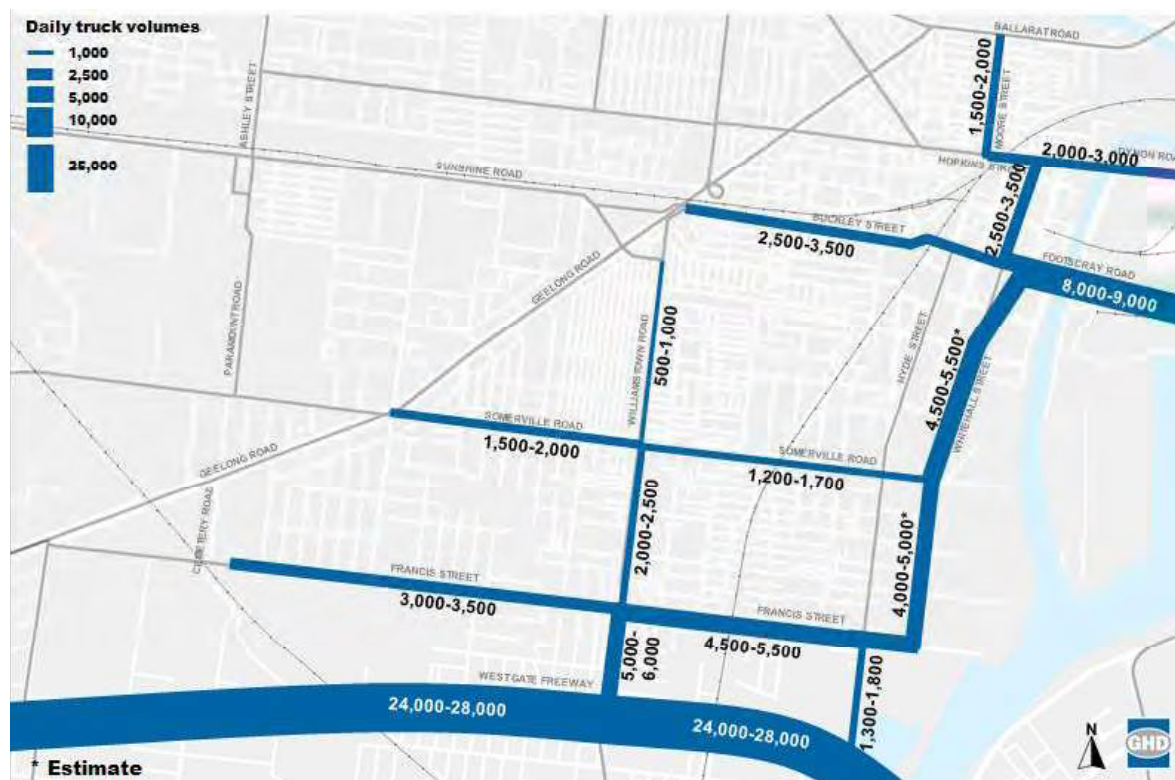 Daily truck volumes
1,000
2,500
5,000
10,000
25,000
BALLARAT ROAD
1,500-2,000
MOORE STREET
ASHLEY STREET
2,000-3,000
DYNON ROA
HOPKINS STR
SUNSHINE ROAD
2,500-3,500
BUCKLEY STREET
2,500-3,500
FOOTSCRAY ROAD
8,000-9,000
GEELONG ROAD
PARAMOUNT ROAD
WILLIAMSTOWN ROAD
500-1,000
HYDE STREET
4,500-5,500*
WHITEHALL STREET
SOMERVILLE ROAD
1,500-2,000
SOMERVILLE ROAD
1,200-1,700
GEELONG ROAD
CEMETERY ROAD
2,000-2,500
4,000-5,000*
FRANCIS STREET
3,000-3,500
FRANCIS STREET
4,500-5,500
5,000-
6,000
1,300-1,800
WESTGATE FREEWAY
24,000-28,000
24,000-28,000
N
GHD
* Estimate